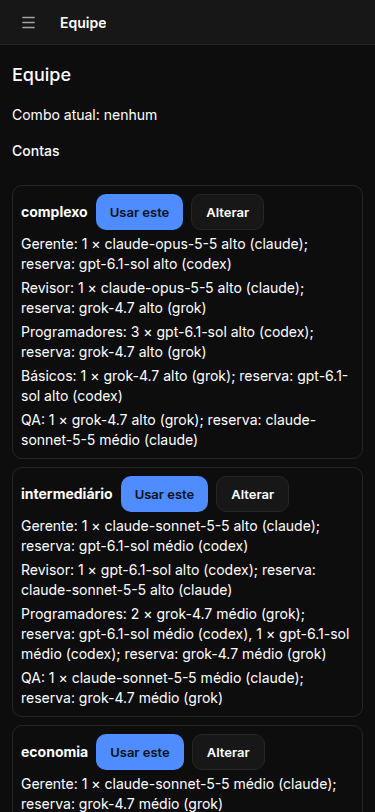 Equipe
Equipe
Combo atual: nenhum
Contas
complexo Usar este Alterar
Gerente: 1 × claude-opus-5-5 alto (claude);
reserva: gpt-6.1-sol alto (codex)
Revisor: 1 × claude-opus-5-5 alto (claude);
reserva: grok-4.7 alto (grok)
Programadores: 3 × gpt-6.1-sol alto (codex);
reserva: grok-4.7 alto (grok)
Básicos: 1 × grok-4.7 alto (grok); reserva: gpt-6.1-
sol alto (codex)
QA: 1 × grok-4.7 alto (grok); reserva: claude-
sonnet-5-5 médio (claude)
intermediário Usar este Alterar
Gerente: 1 × claude-sonnet-5-5 alto (claude);
reserva: gpt-6.1-sol médio (codex)
Revisor: 1 × gpt-6.1-sol alto (codex); reserva:
claude-sonnet-5-5 alto (claude)
Programadores: 2 × grok-4.7 médio (grok);
reserva: gpt-6.1-sol médio (codex), 1 × gpt-6.1-sol
médio (codex); reserva: grok-4.7 médio (grok)
QA: 1 × claude-sonnet-5-5 médio (claude);
reserva: grok-4.7 médio (grok)
economia Usar este Alterar
Gerente: 1 × claude-sonnet-5-5 médio (claude);
reserva: grok-4.7 médio (grok)